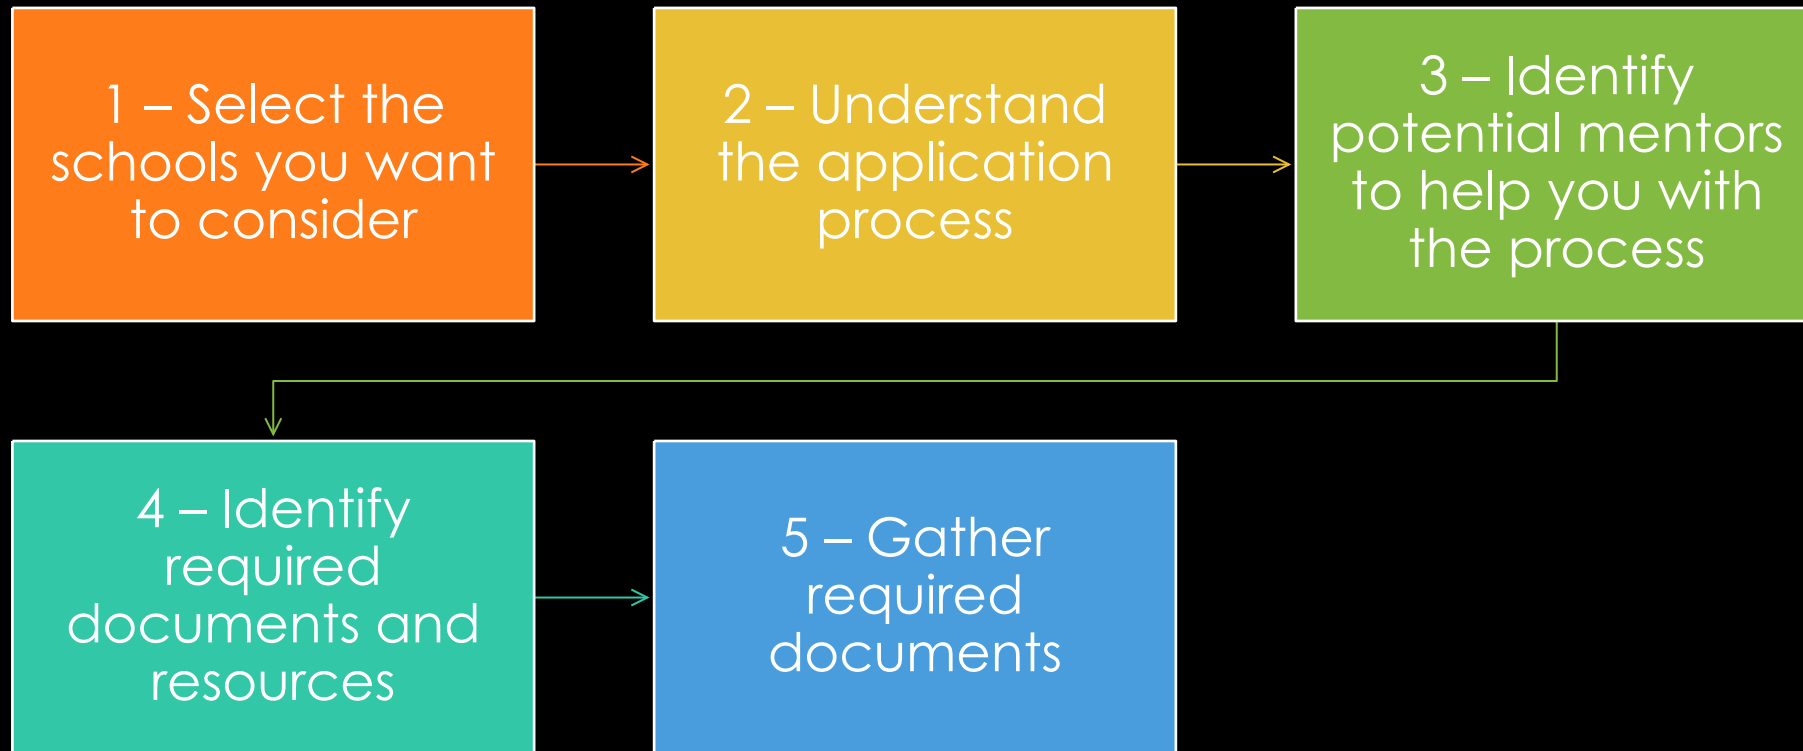 1 – Select the
schools you want
to consider
2 – Understand
the application
process
3 – Identify
potential mentors
to help you with
the process
4 – Identify
required
documents and
resources
5 – Gather
required
documents